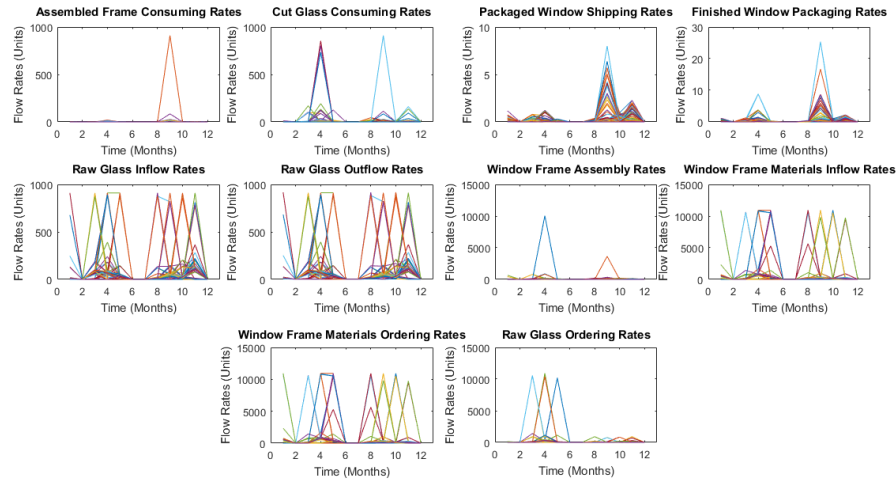 Assembled Frame Consuming Rates
1000
500
0
0 2 4 6 8 10 12
Flow Rates (Units)
Time (Months)
Cut Glass Consuming Rates
1000
500
0
0 2 4 6 8 10 12
Flow Rates (Units)
Time (Months)
Packaged Window Shipping Rates
10
5
0
0 2 4 6 8 10 12
Flow Rates (Units)
Time (Months)
Finished Window Packaging Rates
30
20
10
0
0 2 4 6 8 10 12
Flow Rates (Units)
Time (Months)
Raw Glass Inflow Rates
1000
500
0
0 2 4 6 8 10 12
Flow Rates (Units)
Time (Months)
Raw Glass Outflow Rates
1000
500
0
0 2 4 6 8 10 12
Flow Rates (Units)
Time (Months)
Window Frame Assembly Rates
15000
10000
5000
0
0 2 4 6 8 10 12
Flow Rates (Units)
Time (Months)
Window Frame Materials Inflow Rates
15000
10000
5000
0
0 2 4 6 8 10 12
Flow Rates (Units)
Time (Months)
Window Frame Materials Ordering Rates
15000
10000
5000
0
0 2 4 6 8 10 12
Flow Rates (Units)
Time (Months)
Raw Glass Ordering Rates
15000
10000
5000
0
0 2 4 6 8 10 12
Flow Rates (Units)
Time (Months)